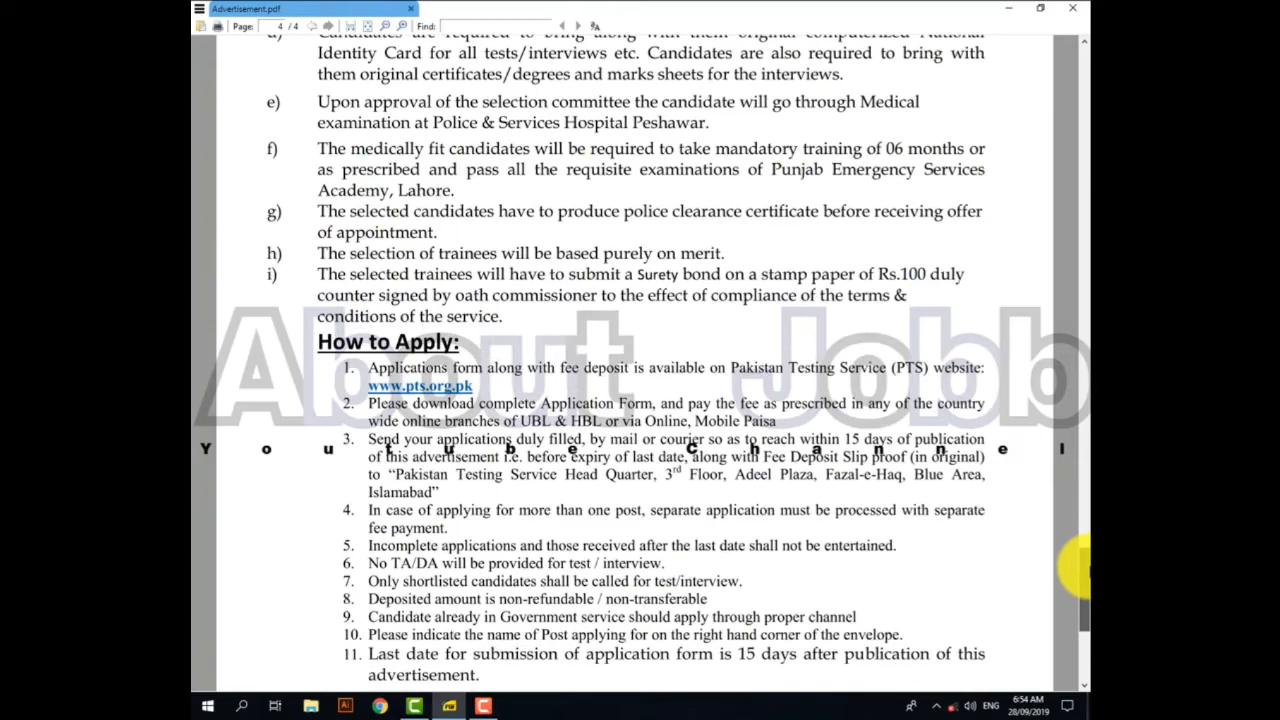 Advertisement.pdf
Page: 4 / 4 Find:
d) Candidates are required to bring along with them original computerized National
Identity Card for all tests/interviews etc. Candidates are also required to bring with
them original certificates/degrees and marks sheets for the interviews.
e) Upon approval of the selection committee the candidate will go through Medical
examination at Police & Services Hospital Peshawar.
f) The medically fit candidates will be required to take mandatory training of 06 months or
as prescribed and pass all the requisite examinations of Punjab Emergency Services
Academy, Lahore.
g) The selected candidates have to produce police clearance certificate before receiving offer
of appointment.
h) The selection of trainees will be based purely on merit.
i) The selected trainees will have to submit a Surety bond on a stamp paper of Rs.100 duly
counter signed by oath commissioner to the effect of compliance of the terms &
conditions of the service.
About Jobb
How to Apply:
1. Applications form along with fee deposit is available on Pakistan Testing Service (PTS) website:
www.pts.org.pk
2. Please download complete Application Form, and pay the fee as prescribed in any of the country
wide online branches of UBL & HBL or via Online, Mobile Paisa
3. Send your applications duly filled, by mail or courier so as to reach within 15 days of publication
Youtube Channel
of this advertisement i.e. before expiry of last date, along with Fee Deposit Slip proof (in original)
to “Pakistan Testing Service Head Quarter, 3rd Floor, Adeel Plaza, Fazal-e-Haq, Blue Area,
Islamabad”
4. In case of applying for more than one post, separate application must be processed with separate
fee payment.
5. Incomplete applications and those received after the last date shall not be entertained.
6. No TA/DA will be provided for test / interview.
7. Only shortlisted candidates shall be called for test/interview.
8. Deposited amount is non-refundable / non-transferable
9. Candidate already in Government service should apply through proper channel
10. Please indicate the name of Post applying for on the right hand corner of the envelope.
11. Last date for submission of application form is 15 days after publication of this
advertisement.
ENG
6:54 AM
28/09/2019